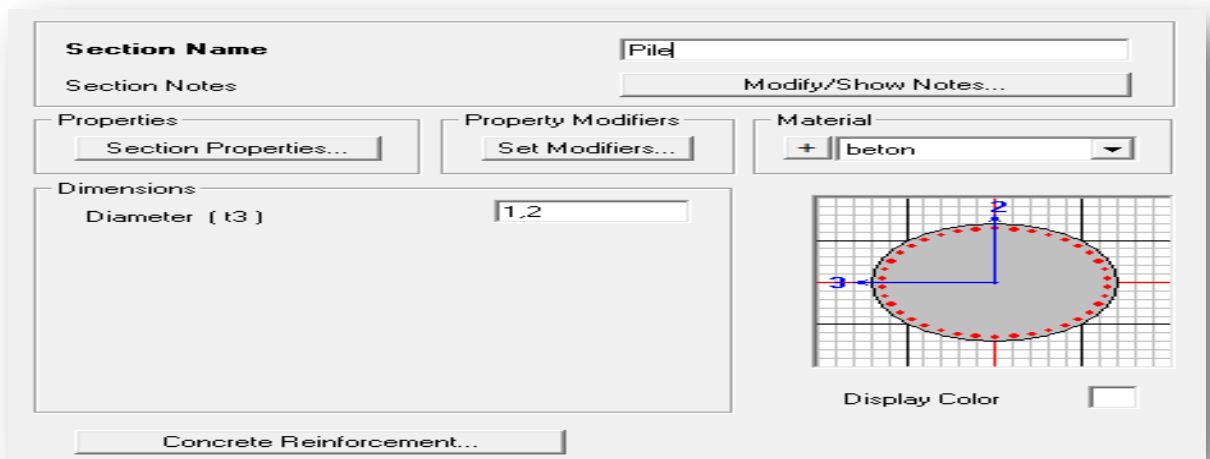 Section Name
Pile
Section Notes
Modify/Show Notes...
Properties
Section Properties...
Property Modifiers
Set Modifiers...
Material
+
beton
Dimensions
Diameter ( t3 )
1,2
2
3
Display Color
Concrete Reinforcement...